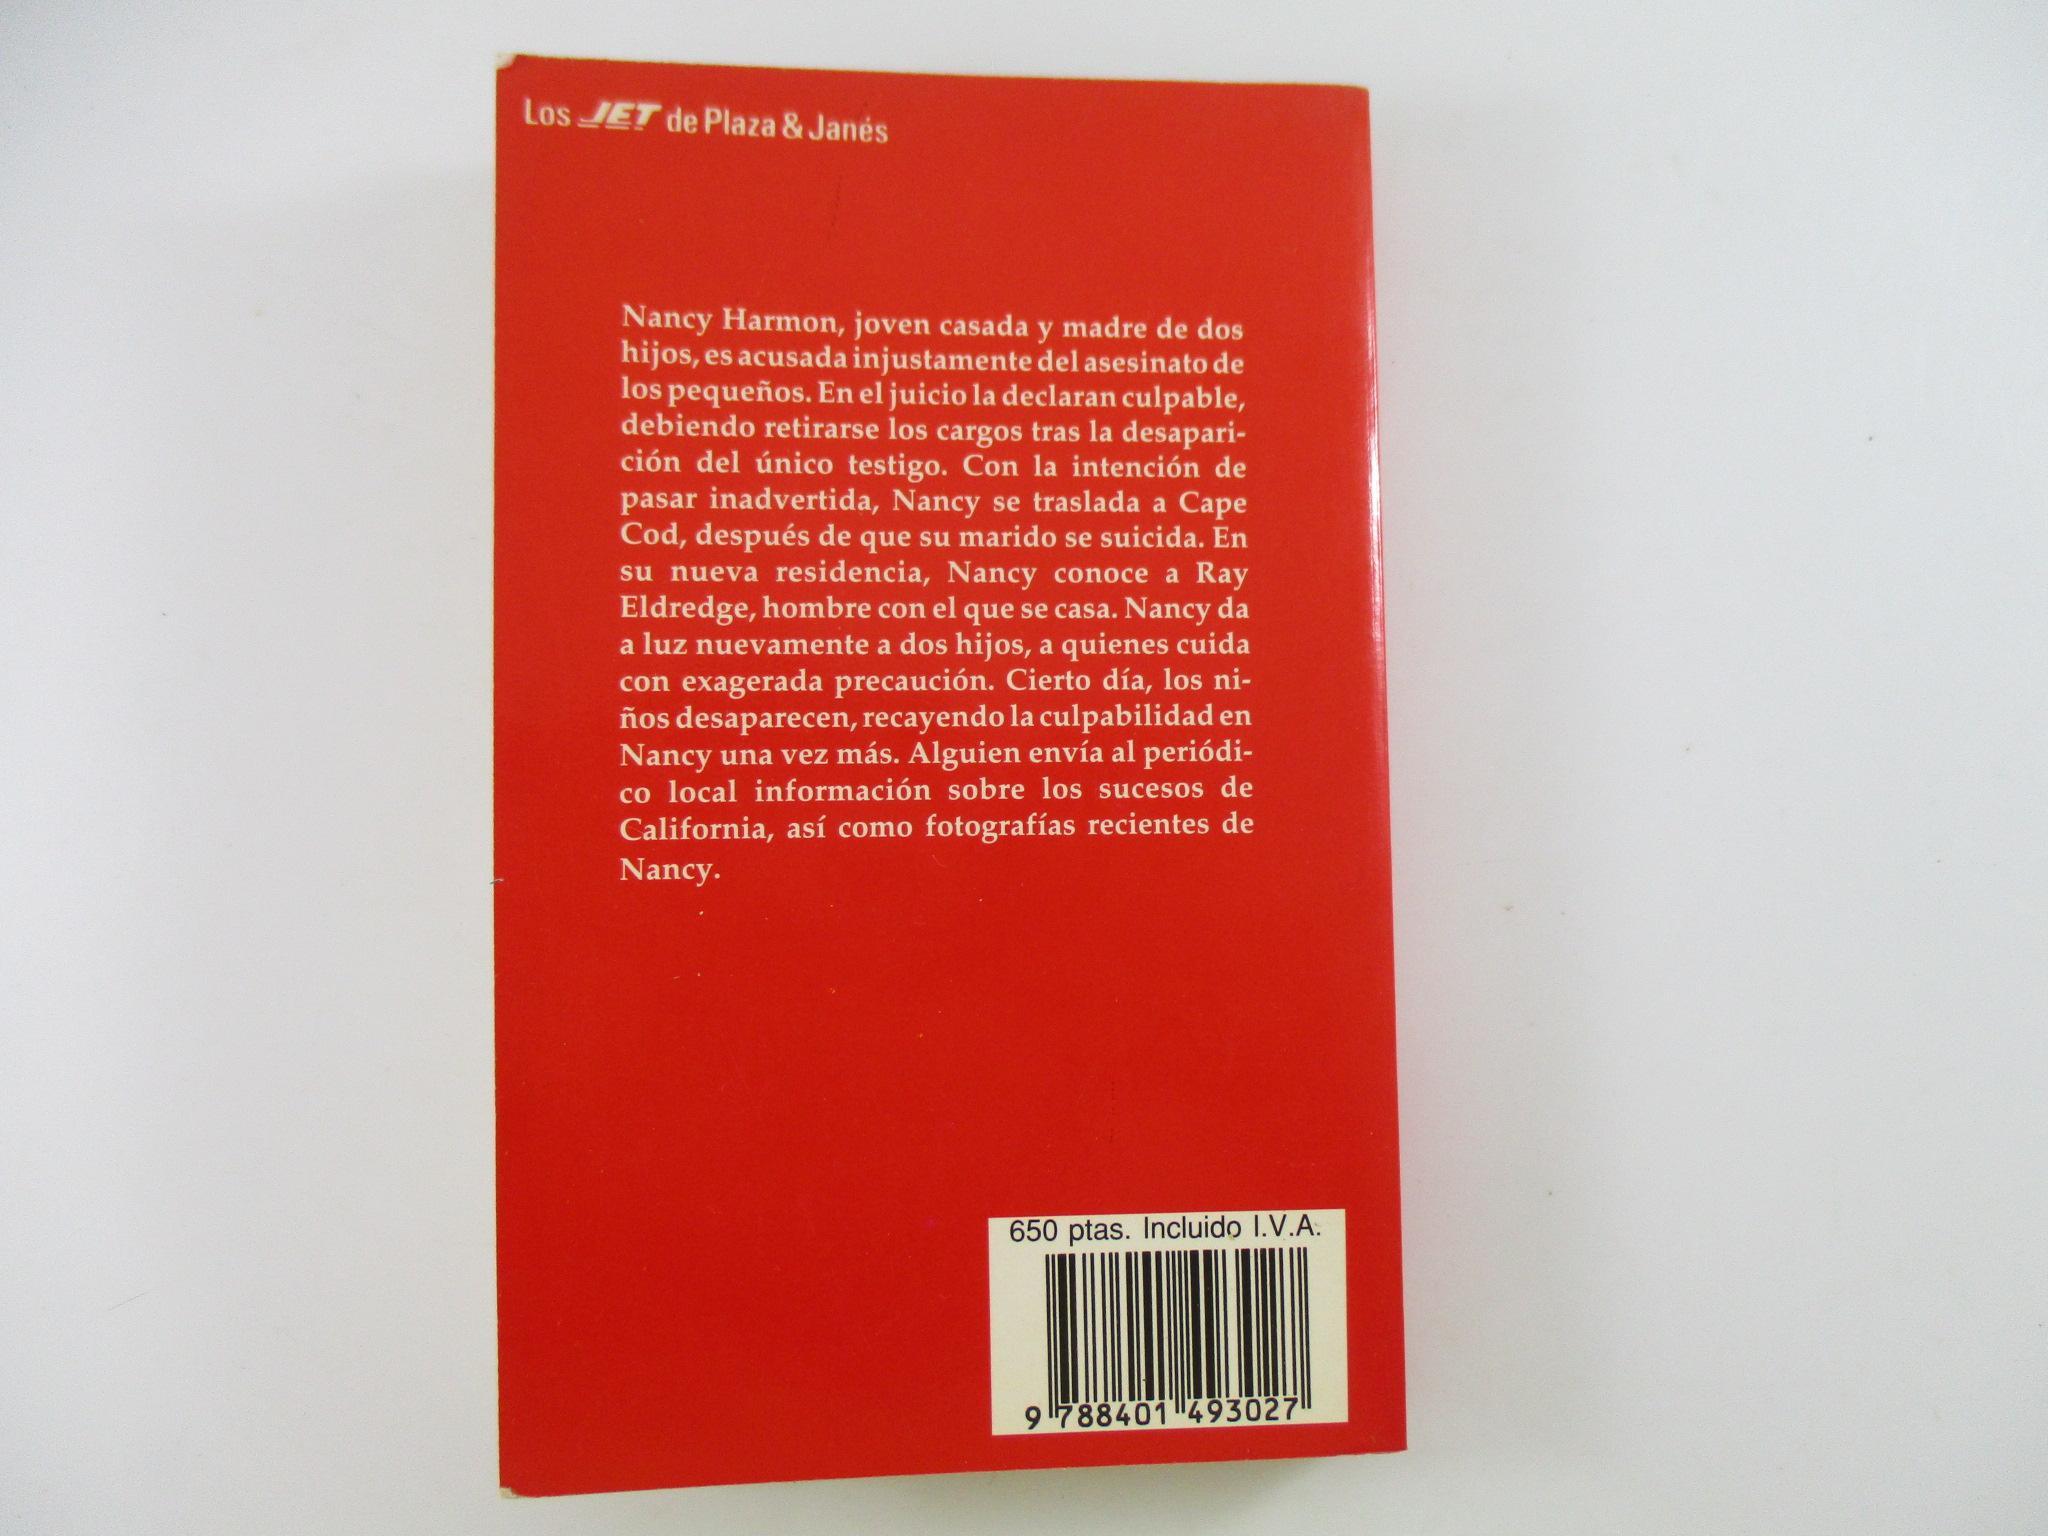 Los JET de Plaza & Janés
Nancy Harmon, joven casada y madre de dos
hijos, es acusada injustamente del asesinato de
los pequeños. En el juicio la declaran culpable,
debiendo retirarse los cargos tras la desapari-
ción del único testigo. Con la intención de
pasar inadvertida, Nancy se traslada a Cape
Cod, después de que su marido se suicida. En
su nueva residencia, Nancy conoce a Ray
Eldredge, hombre con el que se casa. Nancy da
a luz nuevamente a dos hijos, a quienes cuida
con exagerada precaución. Cierto día, los ni-
ños desaparecen, recayendo la culpabilidad en
Nancy una vez más. Alguien envía al periódi-
co local información sobre los sucesos de
California, así como fotografías recientes de
Nancy.
650 ptas. Incluido I.V.A.
9 788401 493027